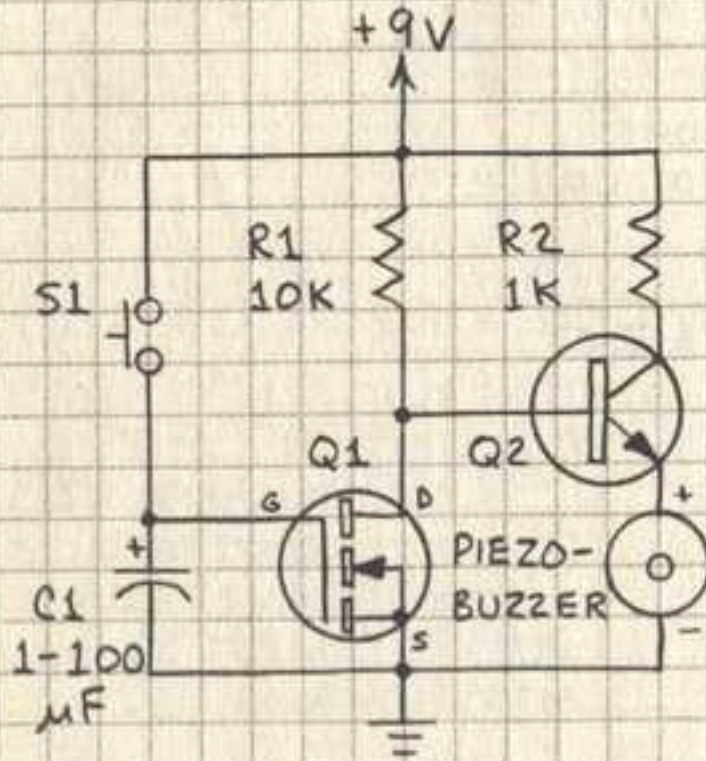 +9V
R1
10K
R2
1K
S1
Q1
Q2
G
D
+
+
PIEZO-
BUZZER
C1
1-100
μF
S
-